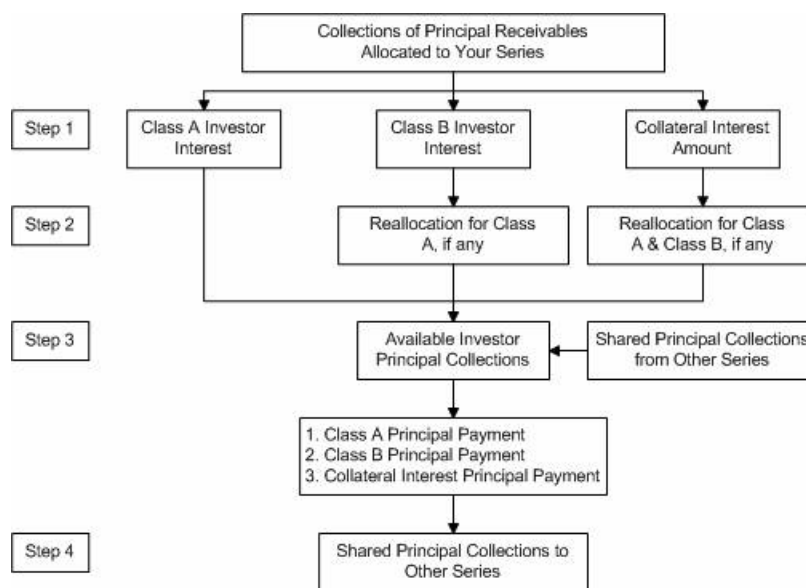 Collections of Principal Receivables
Allocated to Your Series
Step 1
Class A Investor
Interest
Class B Investor
Interest
Collateral Interest
Amount
Step 2
Reallocation for Class
A, if any
Reallocation for Class
A & Class B, if any
Step 3
Available Investor
Principal Collections
Shared Principal Collections
from Other Series
1. Class A Principal Payment
2. Class B Principal Payment
3. Collateral Interest Principal Payment
Step 4
Shared Principal Collections to
Other Series